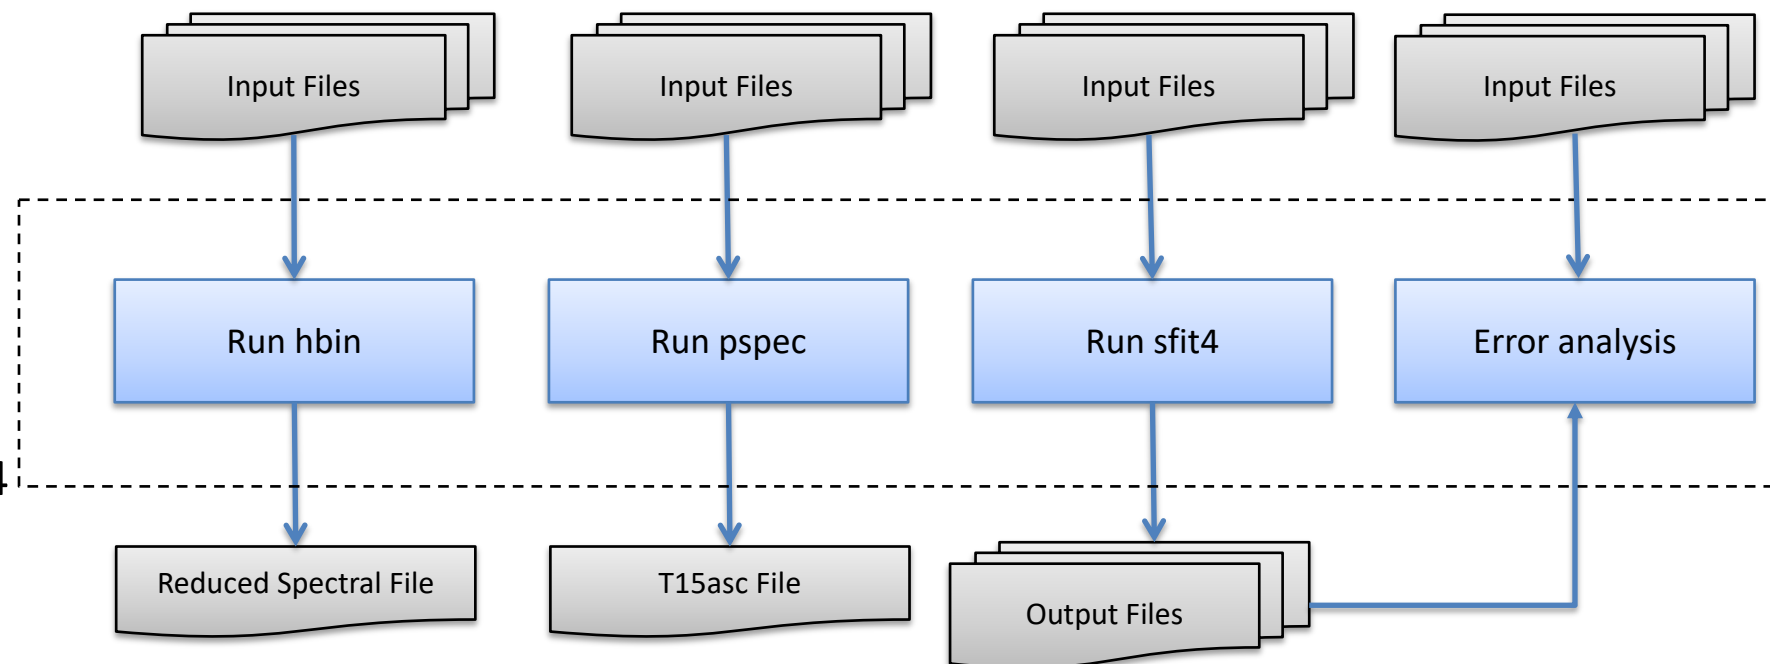 Input Files
Input Files
Input Files
Input Files
Run hbin
Run pspec
Run sfit4
Error analysis
4
Reduced Spectral File
T15asc File
Output Files